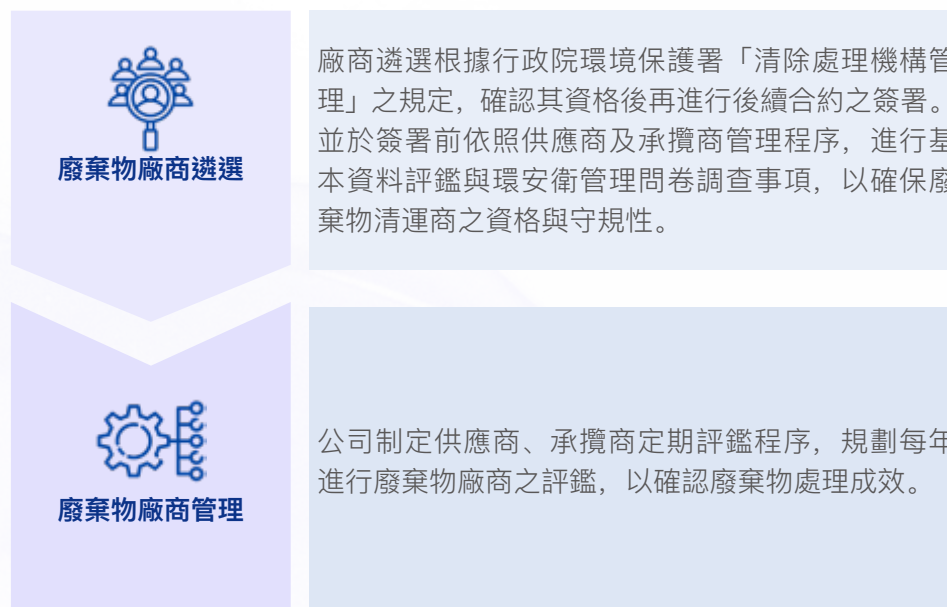 廢棄物廠商遴選
廠商遴選根據行政院環境保護署「清除處理機構管
理」之規定，確認其資格後再進行後續合約之簽署。
並於簽署前依照供應商及承攬商管理程序，進行基
本資料評鑑與環安衛管理問卷調查事項，以確保廢
棄物清運商之資格與守規性。
廢棄物廠商管理
公司制定供應商、承攬商定期評鑑程序，規劃每年
進行廢棄物廠商之評鑑，以確認廢棄物處理成效。